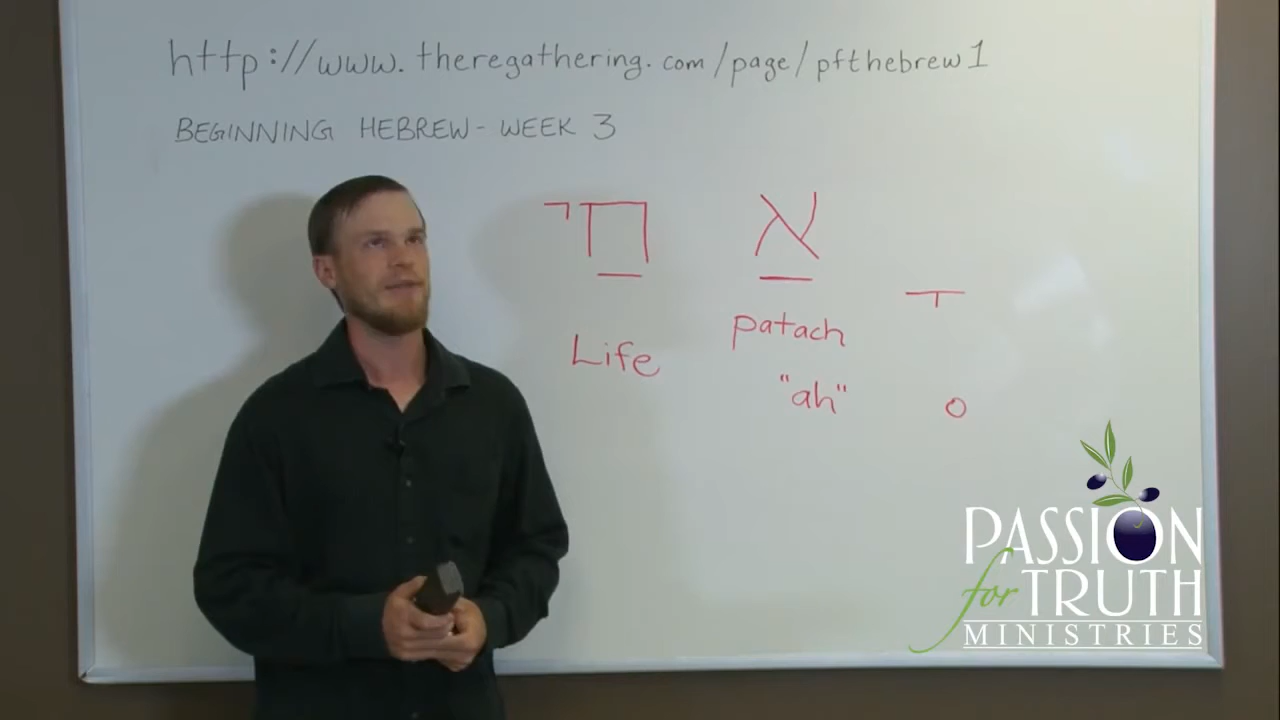 http://www.theregathering.com/page/pfthebrew1
BEGINNING HEBREW - WEEK 3
חַי
אַ
Life
patach
"ah"
PASSION
for TRUTH
MINISTRIES